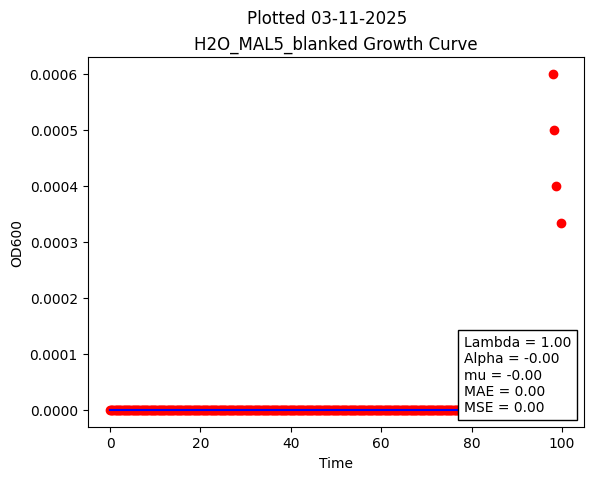 Plotted 03-11-2025
H2O_MAL5_blanked Growth Curve
0.0006
0.0005
0.0004
0.0003
0.0002
0.0001
0.0000
OD600
Lambda = 1.00
Alpha = -0.00
mu = -0.00
MAE = 0.00
MSE = 0.00
0 20 40 60 80 100
Time